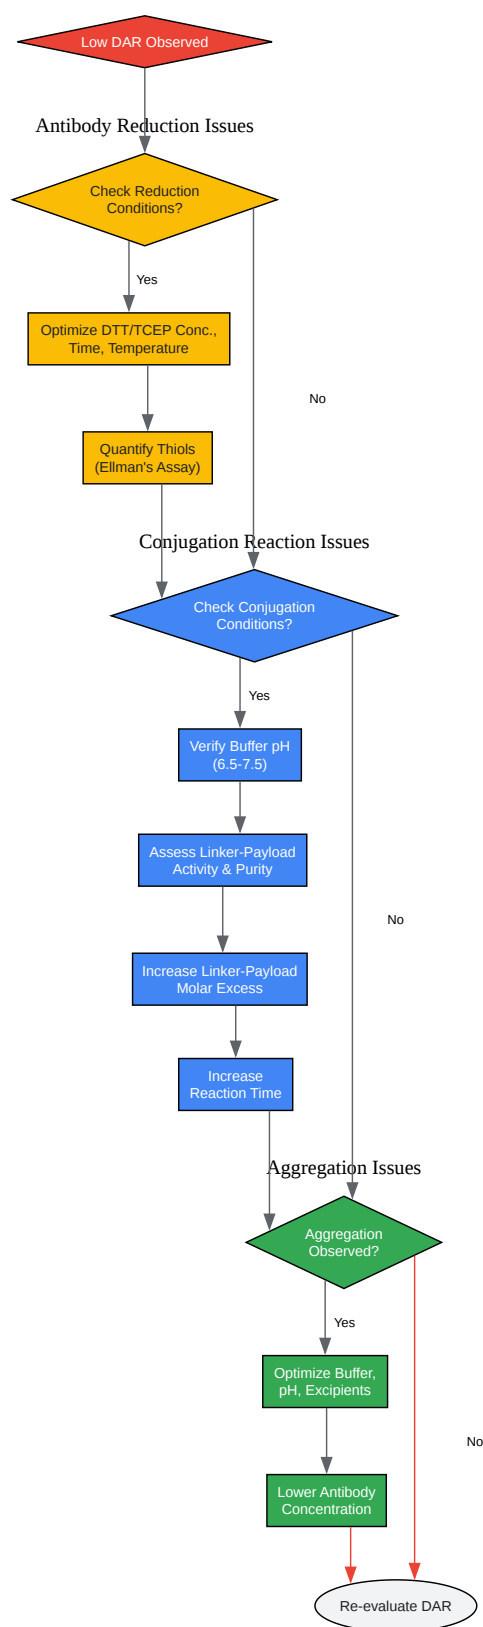 Low DAR Observed
Antibody Reduction Issues
Check Reduction
Conditions?
Yes
Optimize DTT/TCEP Conc.,
Time, Temperature
No
Quantify Thiols
(Ellman's Assay)
Conjugation Reaction Issues
Check Conjugation
Conditions?
Yes
Verify Buffer pH
(6.5-7.5)
Assess Linker-Payload
Activity & Purity
No
Increase Linker-Payload
Molar Excess
Increase
Reaction Time
Aggregation Issues
Aggregation
Observed?
Yes
Optimize Buffer,
pH, Excipients
No
Lower Antibody
Concentration
Re-evaluate DAR